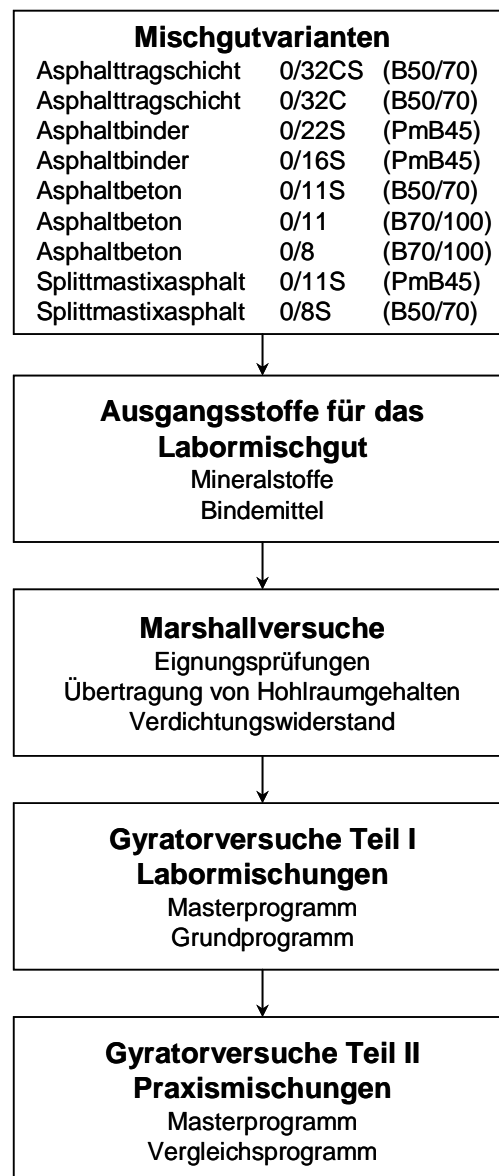 Mischgutvarianten
Asphalttragschicht 0/32CS (B50/70)
Asphalttragschicht 0/32C (B50/70)
Asphaltbinder 0/22S (PmB45)
Asphaltbinder 0/16S (PmB45)
Asphaltbeton 0/11S (B50/70)
Asphaltbeton 0/11 (B70/100)
Asphaltbeton 0/8 (B70/100)
Splittmastixasphalt 0/11S (PmB45)
Splittmastixasphalt 0/8S (B50/70)
Ausgangsstoffe für das
Labormischgut
Mineralstoffe
Bindemittel
Marshallversuche
Eignungsprüfungen
Übertragung von Hohlraumgehalten
Verdichtungswiderstand
Gyratorversuche Teil I
Labormischungen
Masterprogramm
Grundprogramm
Gyratorversuche Teil II
Praxismischungen
Masterprogramm
Vergleichsprogramm